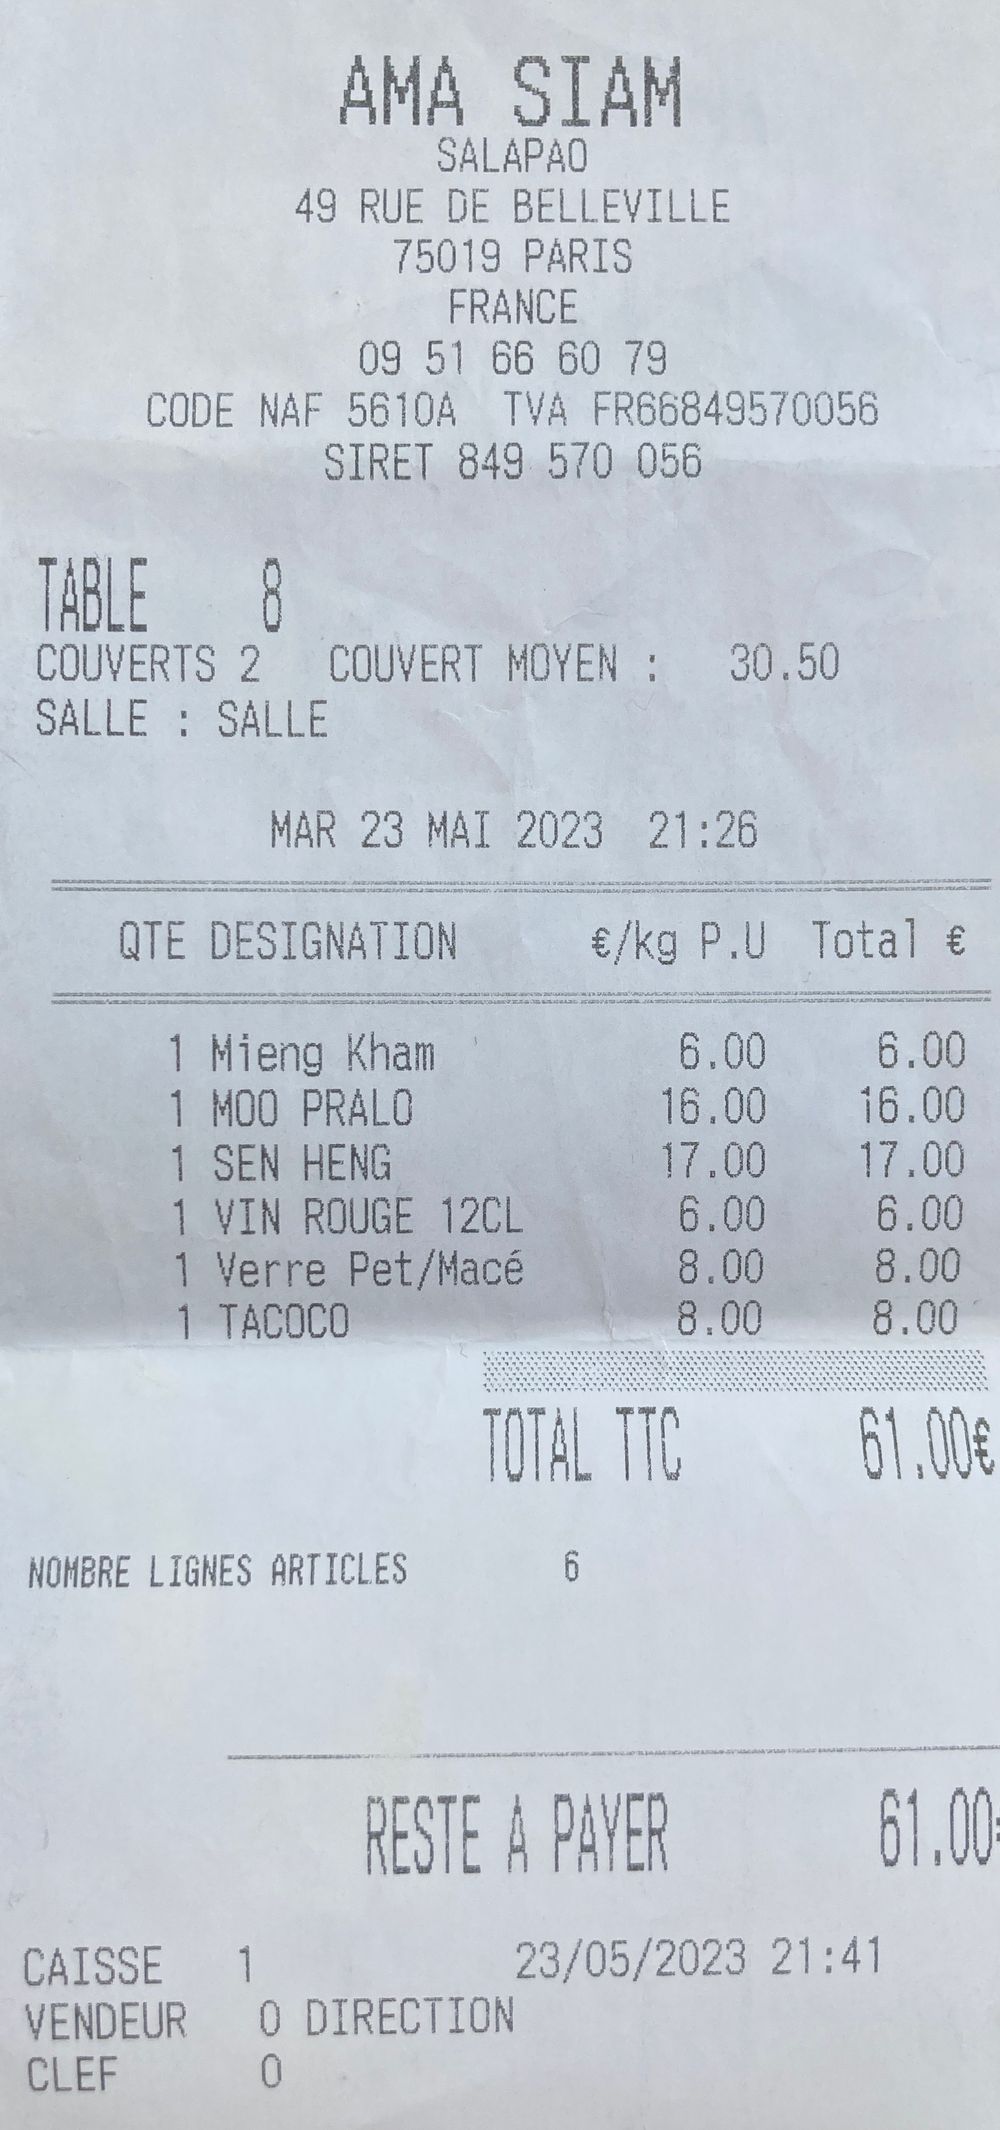 AMA SIAM
SALAPAO
49 RUE DE BELLEVILLE
75019 PARIS
FRANCE
09 51 66 60 79
CODE NAF 5610A TVA FR66849570056
SIRET 849 570 056
TABLE 8
COUVERTS 2 COUVERT MOYEN : 30.50
SALLE : SALLE
MAR 23 MAI 2023 21:26
QTE DESIGNATION €/kg P.U Total €
1 Mieng Kham 6.00 6.00
1 MOO PRALO 16.00 16.00
1 SEN HENG 17.00 17.00
1 VIN ROUGE 12CL 6.00 6.00
1 Verre Pet/Macé 8.00 8.00
1 TACOCO 8.00 8.00
TOTAL TTC 61.00€
NOMBRE LIGNES ARTICLES 6
RESTE A PAYER 61.00€
CAISSE 1 23/05/2023 21:41
VENDEUR 0 DIRECTION
CLEF 0